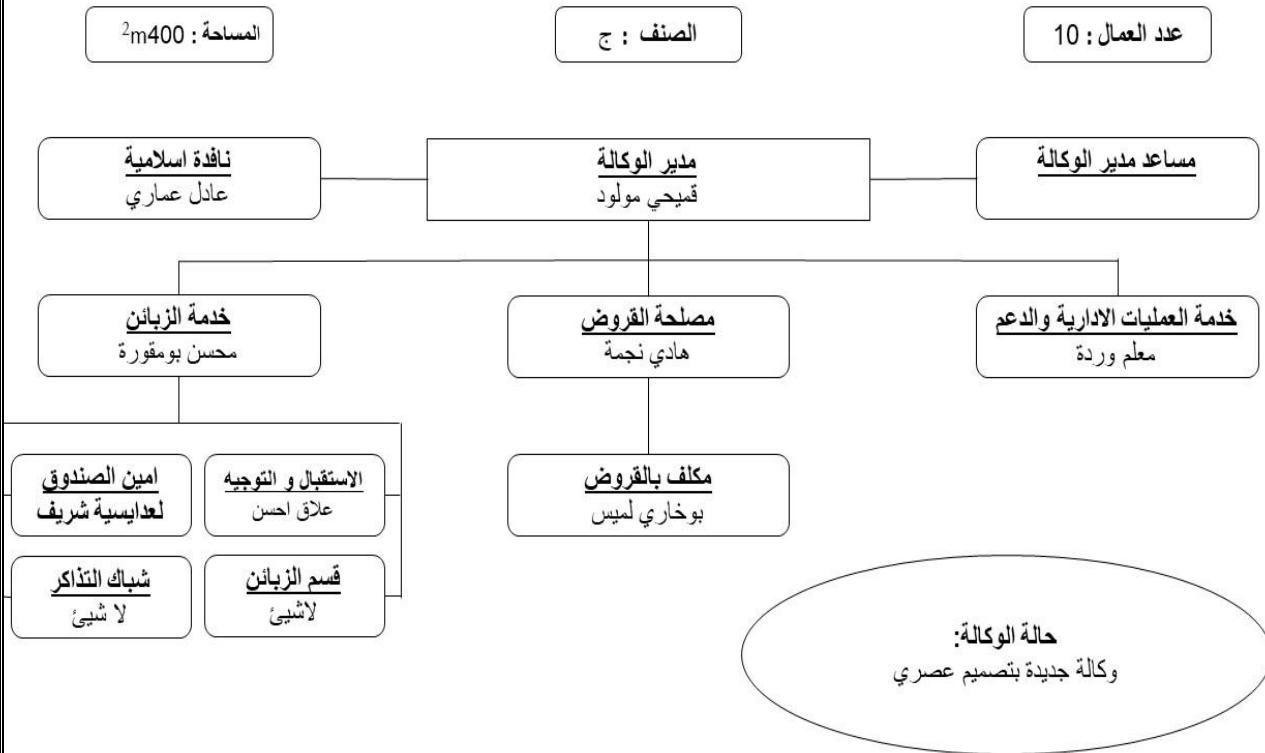 عدد العمال : 10
الصنف : ج
المساحة : 400m²
مساعد مدير الوكالة
مدير الوكالة
قميحي مولود
نافدة اسلامية
عادل عماري
خدمة العمليات الادارية والدعم
معلم وردة
مصلحة القروض
هادي نجمة
خدمة الزبائن
محسن بومقورة
مكلف بالقروض
بوخاري لميس
الاستقبال و التوجيه
علاق احسن
امين الصندوق
لعدايسية شريف
قسم الزبائن
لاشيئ
شباك التذاكر
لا شيئ
حالة الوكالة:
وكالة جديدة بتصميم عصري